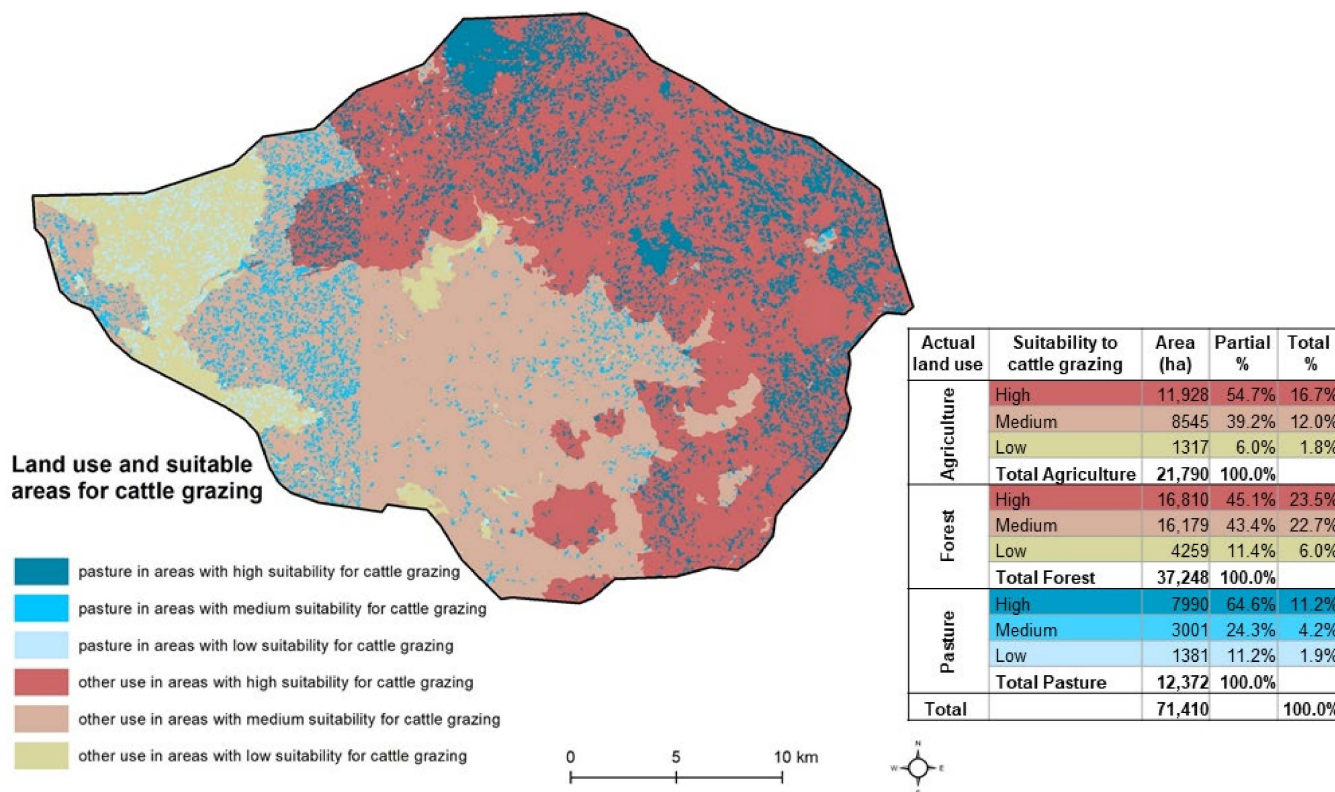 Land use and suitable
areas for cattle grazing
pasture in areas with high suitability for cattle grazing
pasture in areas with medium suitability for cattle grazing
pasture in areas with low suitability for cattle grazing
other use in areas with high suitability for cattle grazing
other use in areas with medium suitability for cattle grazing
other use in areas with low suitability for cattle grazing
0 5 10 km
N
W E
S
Actual land use Suitability to cattle grazing Area (ha) Partial % Total %
Agriculture
High 11,928 54.7% 16.7%
Medium 8545 39.2% 12.0%
Low 1317 6.0% 1.8%
Total Agriculture 21,790 100.0%
Forest
High 16,810 45.1% 23.5%
Medium 16,179 43.4% 22.7%
Low 4259 11.4% 6.0%
Total Forest 37,248 100.0%
Pasture
High 7990 64.6% 11.2%
Medium 3001 24.3% 4.2%
Low 1381 11.2% 1.9%
Total Pasture 12,372 100.0%
Total 71,410 100.0%